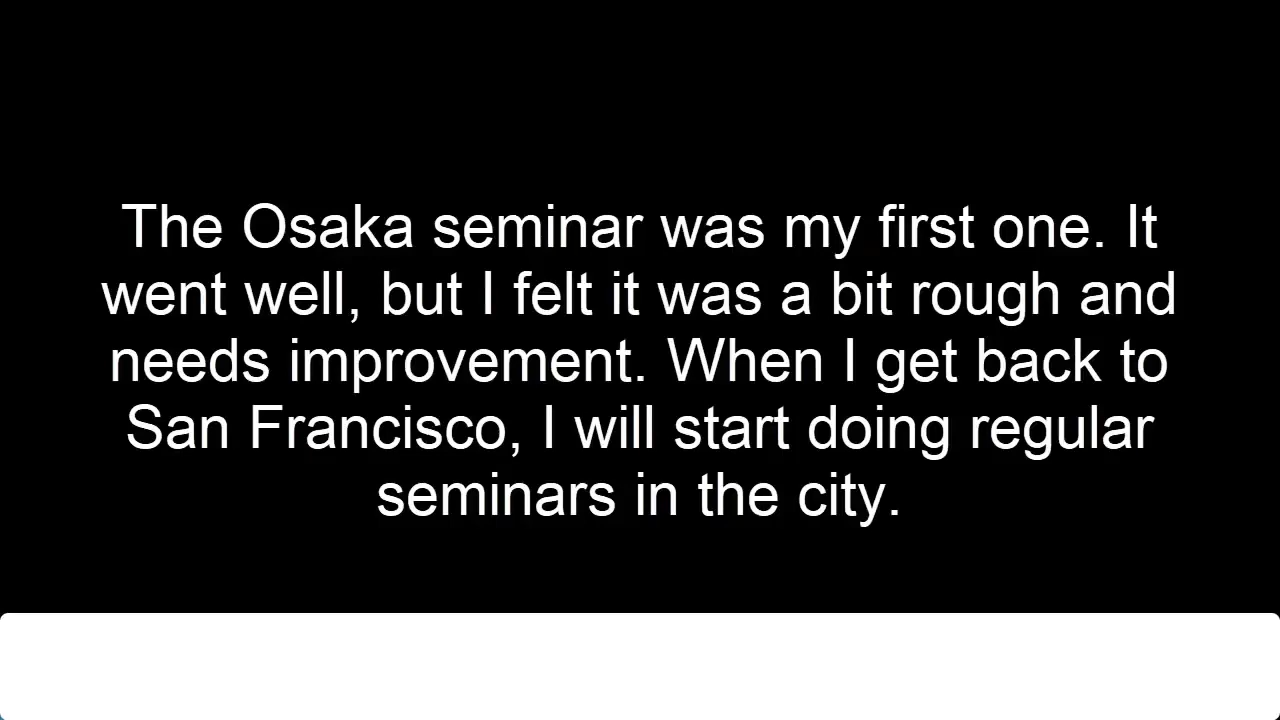 The Osaka seminar was my first one. It
went well, but I felt it was a bit rough and
needs improvement. When I get back to
San Francisco, I will start doing regular
seminars in the city.